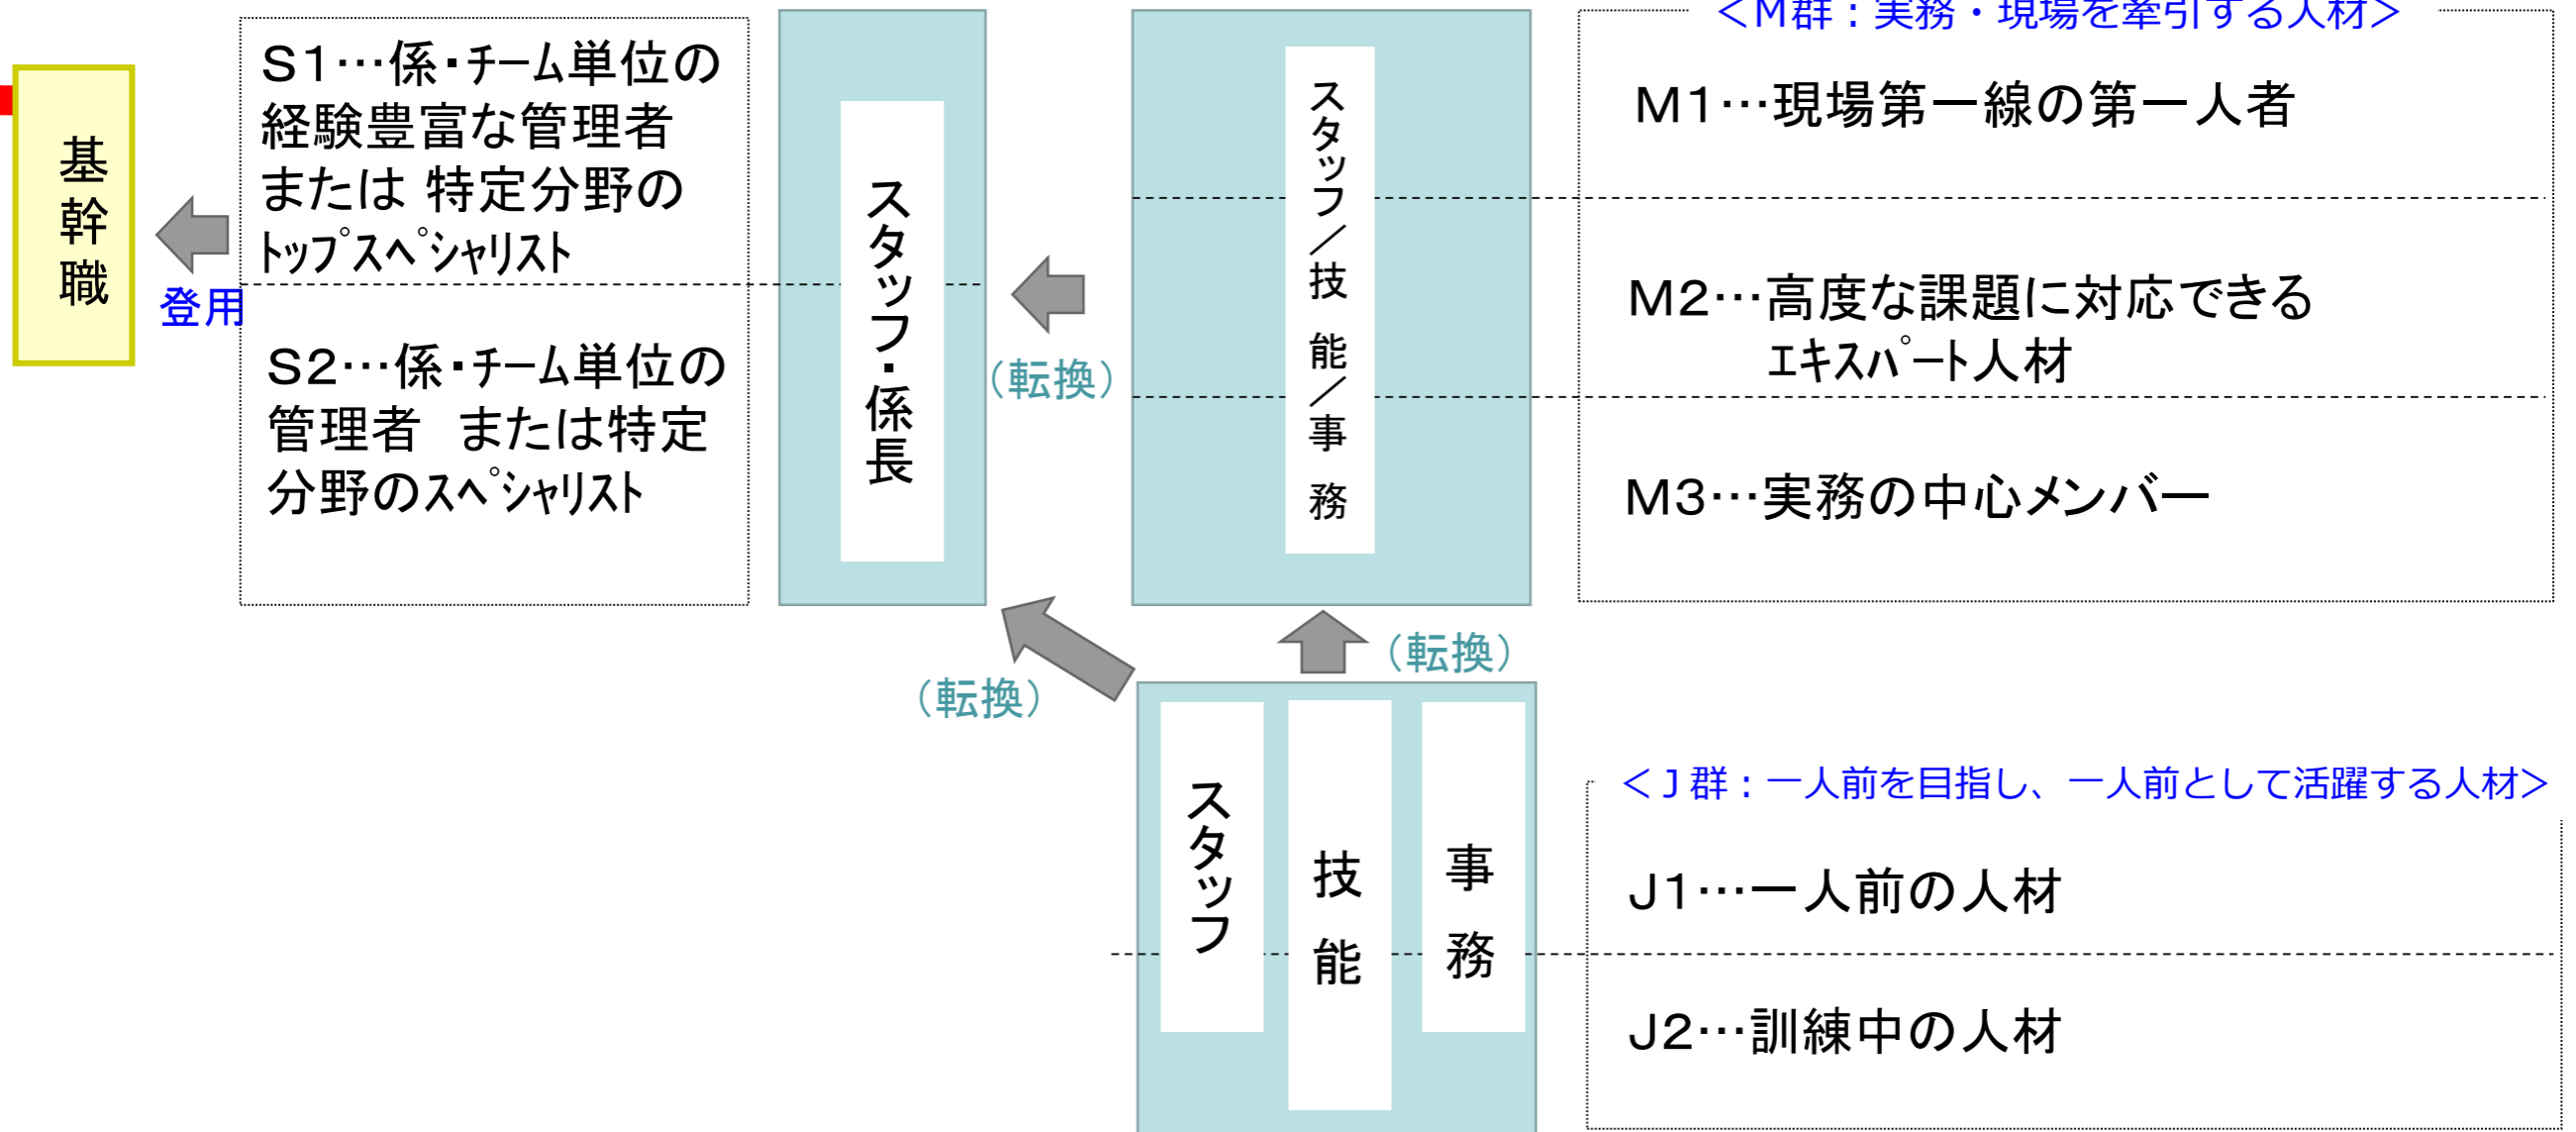 基幹職
登用
S1…係・チーム単位の
経験豊富な管理者
または 特定分野の
トップスペシャリスト
S2…係・チーム単位の
管理者　または特定
分野のスペシャリスト
スタッフ・係長
（転換）
（転換）
スタッフ／技 能／事 務
（転換）
＜M群：実務・現場を牽引する人材＞
M1…現場第一線の第一人者
M2…高度な課題に対応できる
エキスパート人材
M3…実務の中心メンバー
スタッフ
技能
事務
＜J群：一人前を目指し、一人前として活躍する人材＞
J1…一人前の人材
J2…訓練中の人材